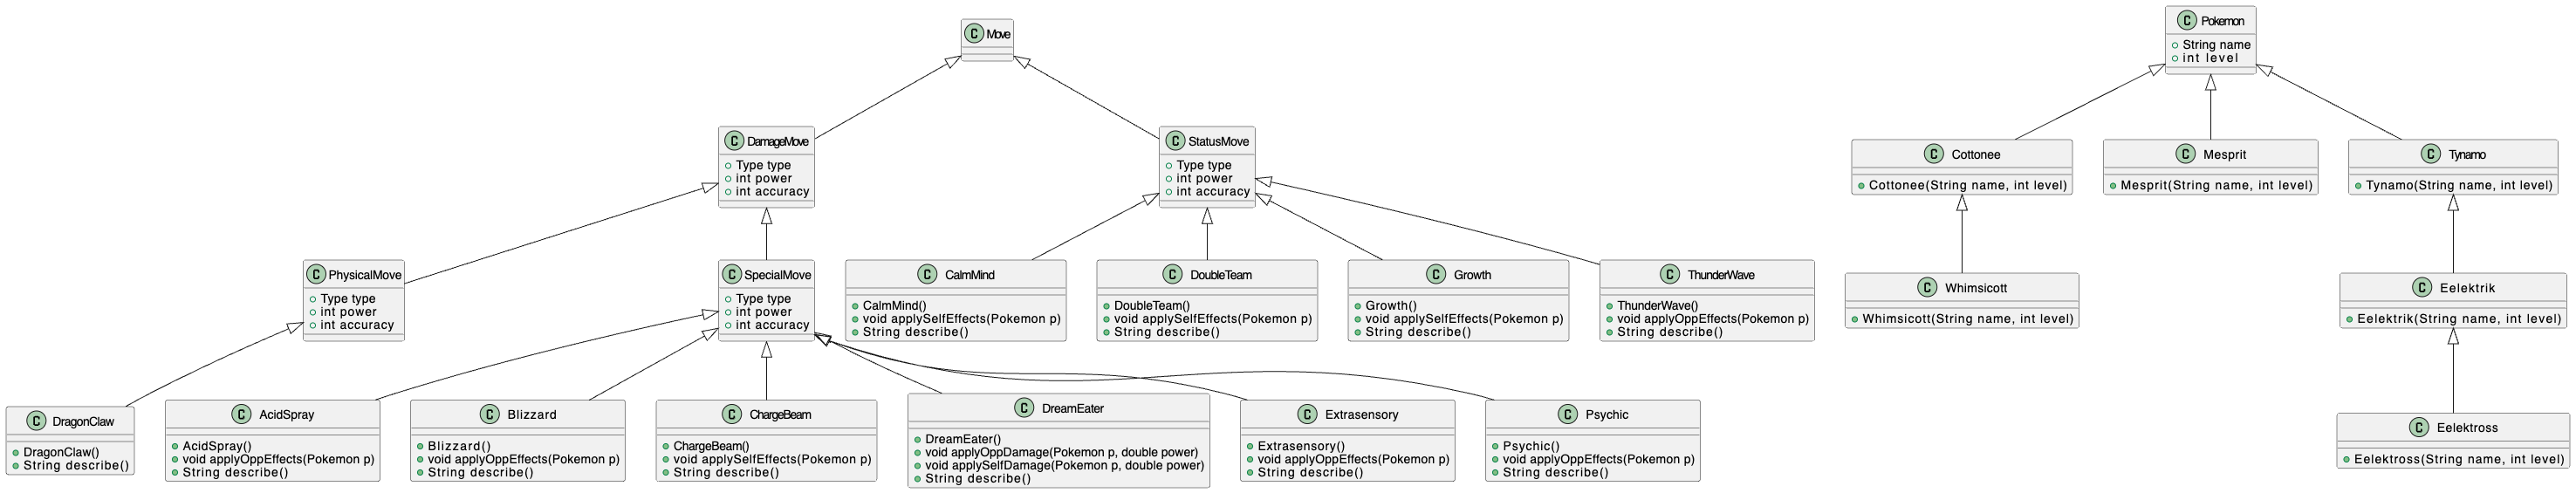 C Move
C Pokemon
String name
int level
C DamageMove
Type type
int power
int accuracy
C StatusMove
Type type
int power
int accuracy
C Cottonee
Cottonee(String name, int level)
C Mesprit
Mesprit(String name, int level)
C Tynamo
Tynamo(String name, int level)
C PhysicalMove
Type type
int power
int accuracy
C SpecialMove
Type type
int power
int accuracy
C CalmMind
CalmMind()
void applySelfEffects(Pokemon p)
String describe()
C DoubleTeam
DoubleTeam()
void applySelfEffects(Pokemon p)
String describe()
C Growth
Growth()
void applySelfEffects(Pokemon p)
String describe()
C ThunderWave
ThunderWave()
void applyOppEffects(Pokemon p)
String describe()
C Whimsicott
Whimsicott(String name, int level)
C Eelektrik
Eelektrik(String name, int level)
C DragonClaw
DragonClaw()
String describe()
C AcidSpray
AcidSpray()
void applyOppEffects(Pokemon p)
String describe()
C Blizzard
Blizzard()
void applyOppEffects(Pokemon p)
String describe()
C ChargeBeam
ChargeBeam()
void applySelfEffects(Pokemon p)
String describe()
C DreamEater
DreamEater()
void applyOppDamage(Pokemon p, double power)
void applySelfDamage(Pokemon p, double power)
String describe()
C Extrasensory
Extrasensory()
void applyOppEffects(Pokemon p)
String describe()
C Psychic
Psychic()
void applyOppEffects(Pokemon p)
String describe()
C Eelektross
Eelektross(String name, int level)